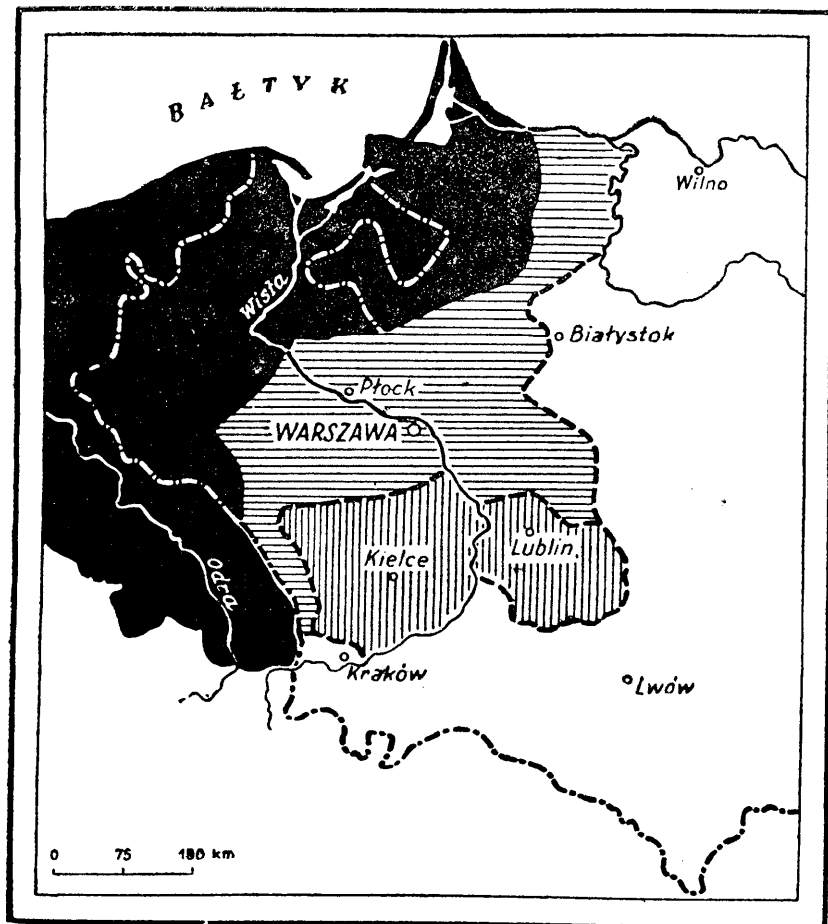 BAŁTYK
Wilno
Wisła
Białystok
Płock
WARSZAWA
Lublin
Kielce
Odra
Kraków
Lwów
0 75 150 km